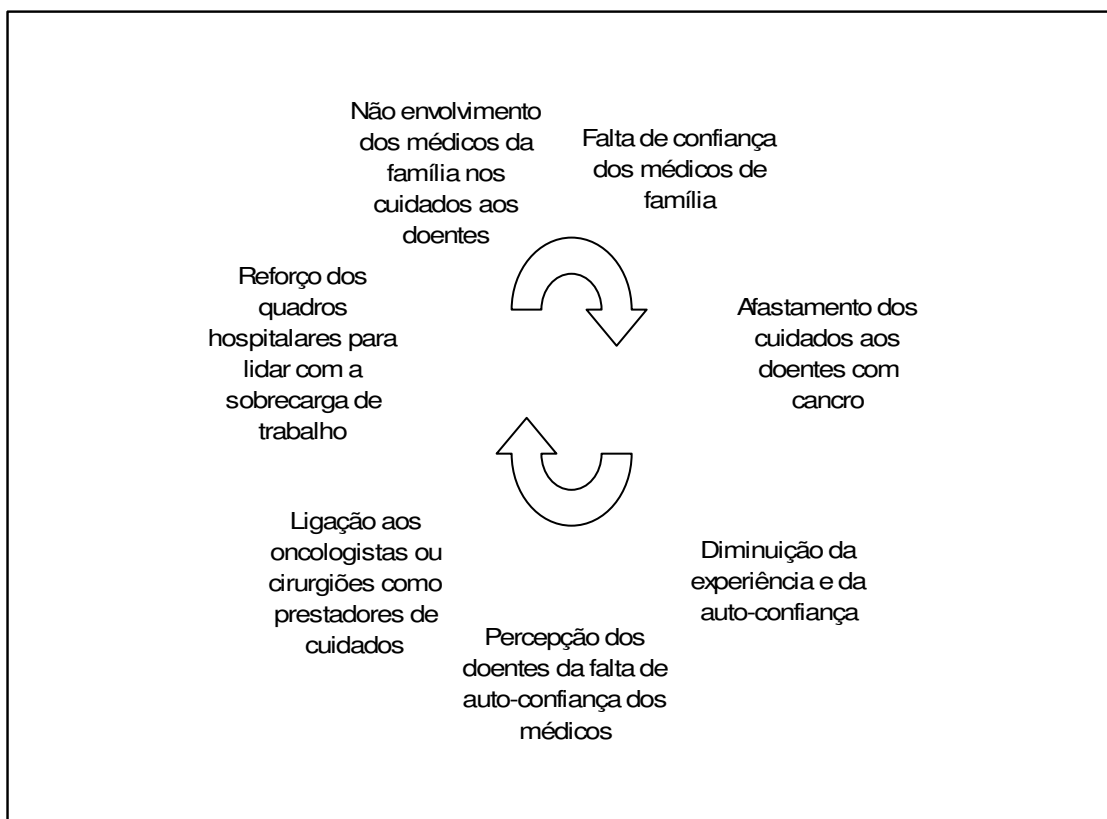 Não envolvimento
dos médicos da
família nos
cuidados aos
doentes
Falta de confiança
dos médicos de
família
Afastamento dos
cuidados aos
doentes com
cancro
Diminuição da
experiência e da
auto-confiança
Percepção dos
doentes da falta de
auto-confiança dos
médicos
Ligação aos
oncologistas ou
cirurgiões como
prestadores de
cuidados
Reforço dos
quadros
hospitalares para
lidar com a
sobrecarga de
trabalho